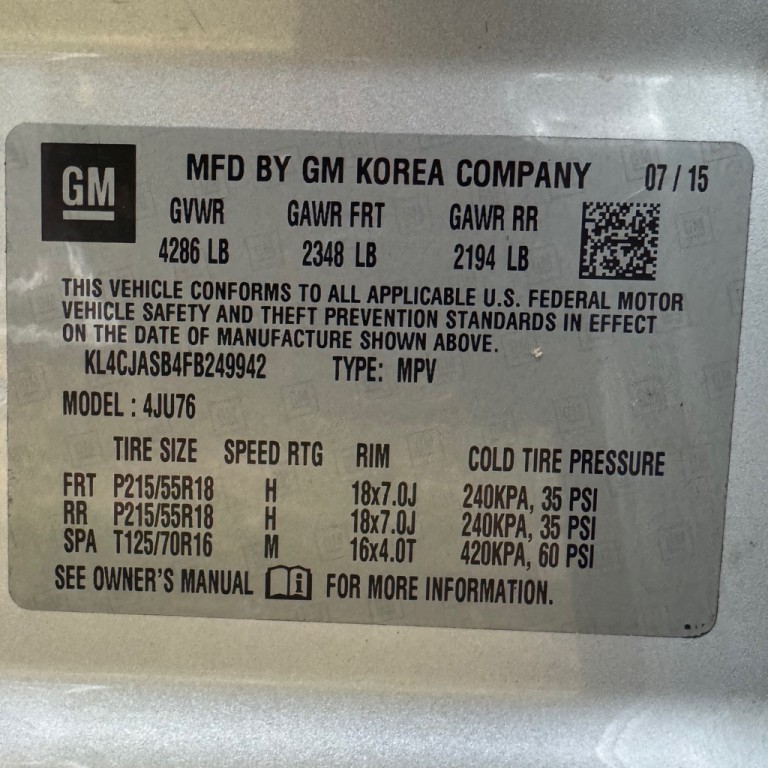 GM
MFD BY GM KOREA COMPANY 07 / 15
GVWR GAWR FRT GAWR RR
4286 LB 2348 LB 2194 LB
THIS VEHICLE CONFORMS TO ALL APPLICABLE U.S. FEDERAL MOTOR
VEHICLE SAFETY AND THEFT PREVENTION STANDARDS IN EFFECT
ON THE DATE OF MANUFACTURE SHOWN ABOVE.
KL4CJASB4FB249942 TYPE: MPV
MODEL : 4JU76
TIRE SIZE SPEED RTG RIM COLD TIRE PRESSURE
FRT P215/55R18 H 18x7.0J 240KPA, 35 PSI
RR P215/55R18 H 18x7.0J 240KPA, 35 PSI
SPA T125/70R16 M 16x4.0T 420KPA, 60 PSI
SEE OWNER'S MANUAL FOR MORE INFORMATION.